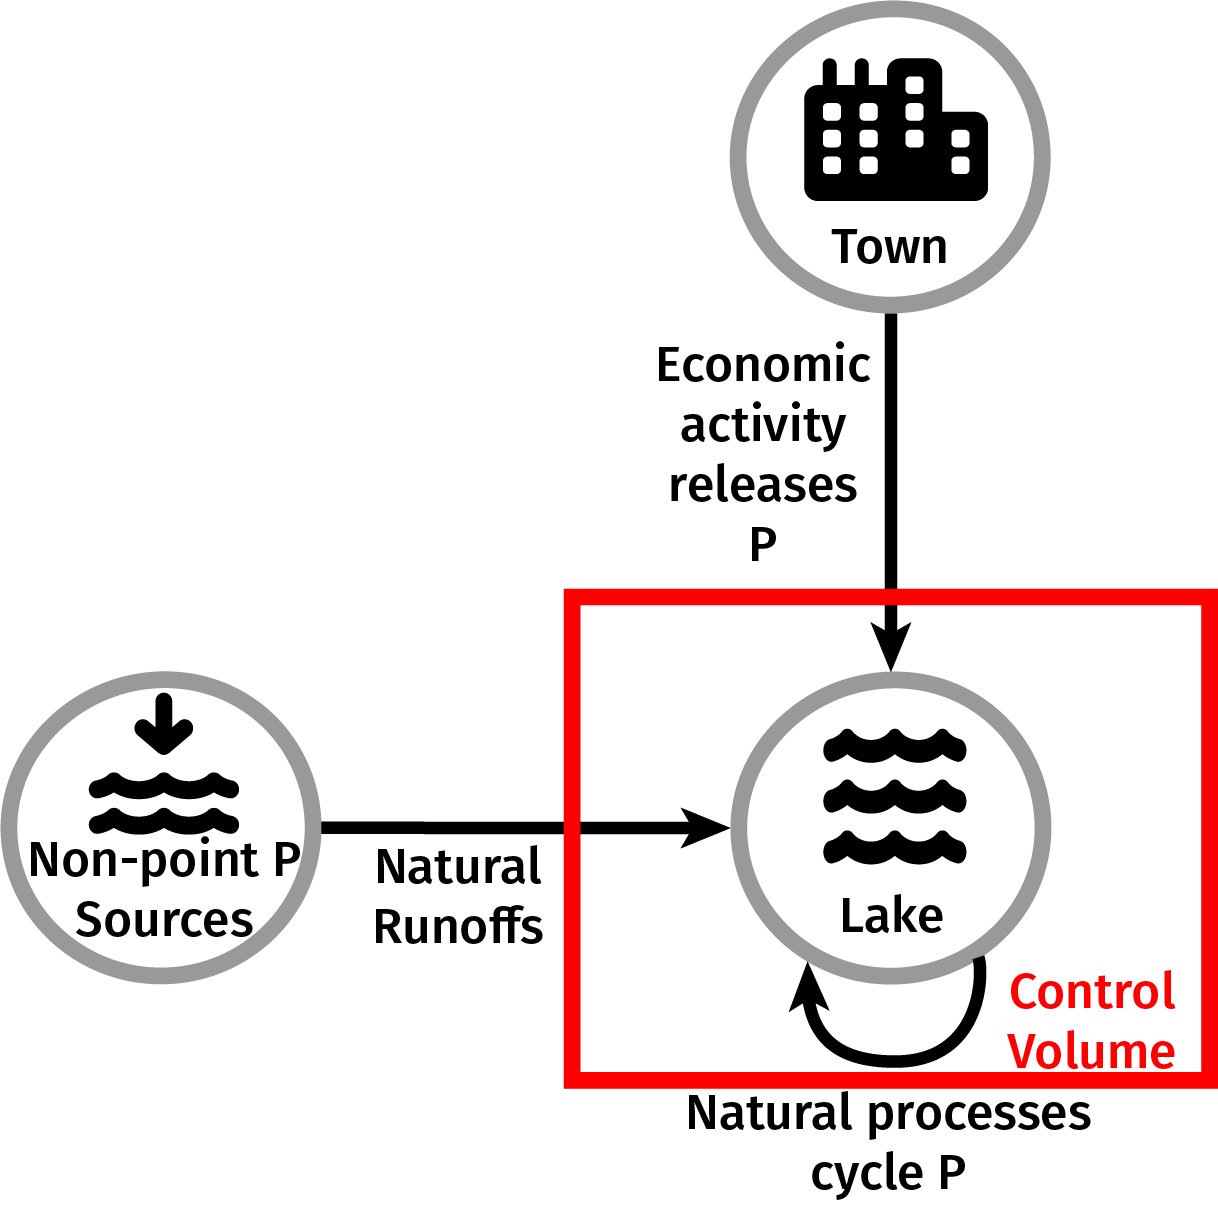 Town
Economic
activity
releases
P
Non-point P
Sources
Natural
Runoffs
Lake
Control
Volume
Natural processes
cycle P